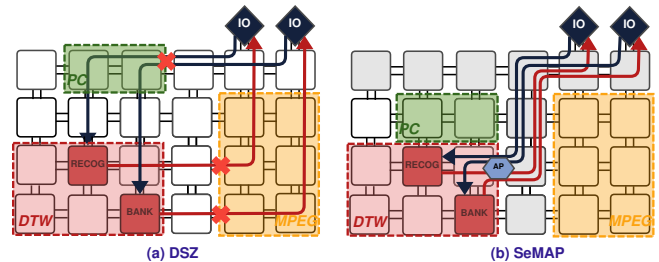 IO IO
PC
RECOG
DTW BANK MPEG
(a) DSZ
IO IO
PC
RECOG AP
DTW BANK MPEG
(b) SeMAP